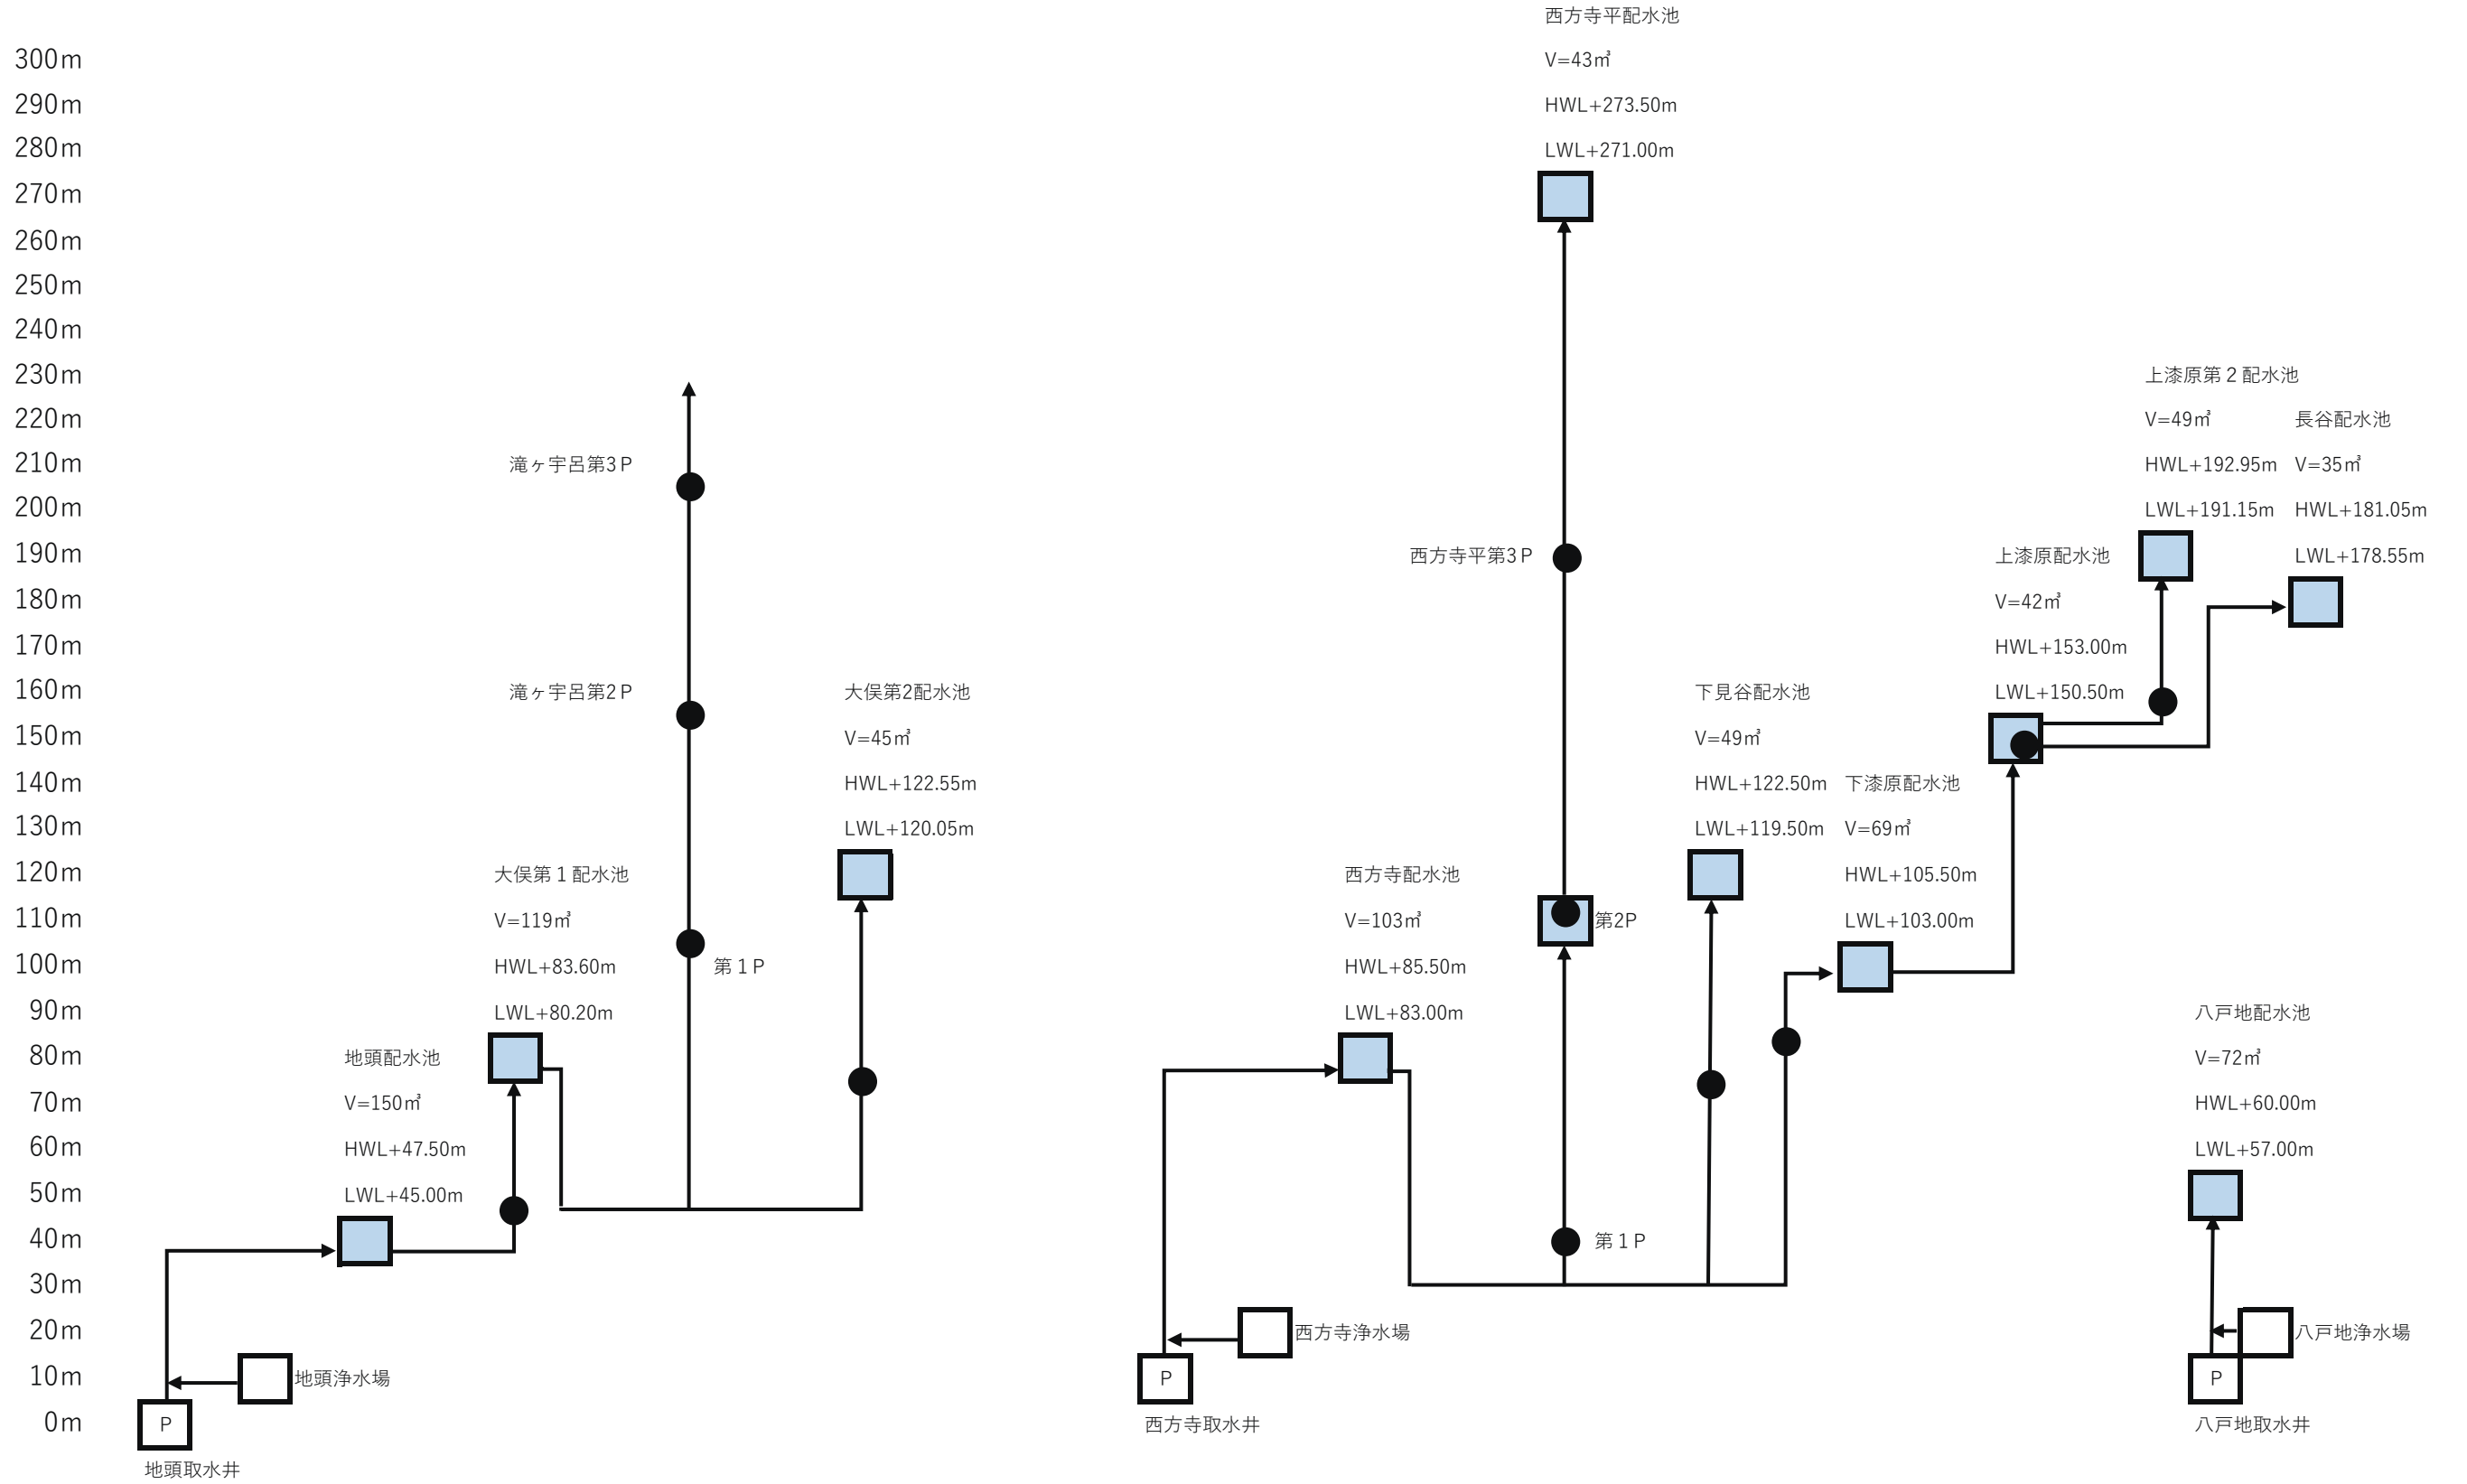 300m
290m
280m
270m
260m
250m
240m
230m
220m
210m
200m
190m
180m
170m
160m
150m
140m
130m
120m
110m
100m
90m
80m
70m
60m
50m
40m
30m
20m
10m
0m
P
地頭取水井
地頭浄水場
地頭配水池
V=150㎥
HWL+47.50m
LWL+45.00m
大俣第1配水池
V=119㎥
HWL+83.60m
LWL+80.20m
滝ヶ宇呂第3P
滝ヶ宇呂第2P
第1P
大俣第2配水池
V=45㎥
HWL+122.55m
LWL+120.05m
P
西方寺取水井
西方寺浄水場
西方寺配水池
V=103㎥
HWL+85.50m
LWL+83.00m
西方寺平配水池
V=43㎥
HWL+273.50m
LWL+271.00m
西方寺平第3P
第2P
第1P
下見谷配水池
V=49㎥
HWL+122.50m
LWL+119.50m
下漆原配水池
V=69㎥
HWL+105.50m
LWL+103.00m
上漆原配水池
V=42㎥
HWL+153.00m
LWL+150.50m
上漆原第2配水池
V=49㎥
HWL+192.95m
LWL+191.15m
長谷配水池
V=35㎥
HWL+181.05m
LWL+178.55m
八戸地配水池
V=72㎥
HWL+60.00m
LWL+57.00m
八戸地浄水場
P
八戸地取水井